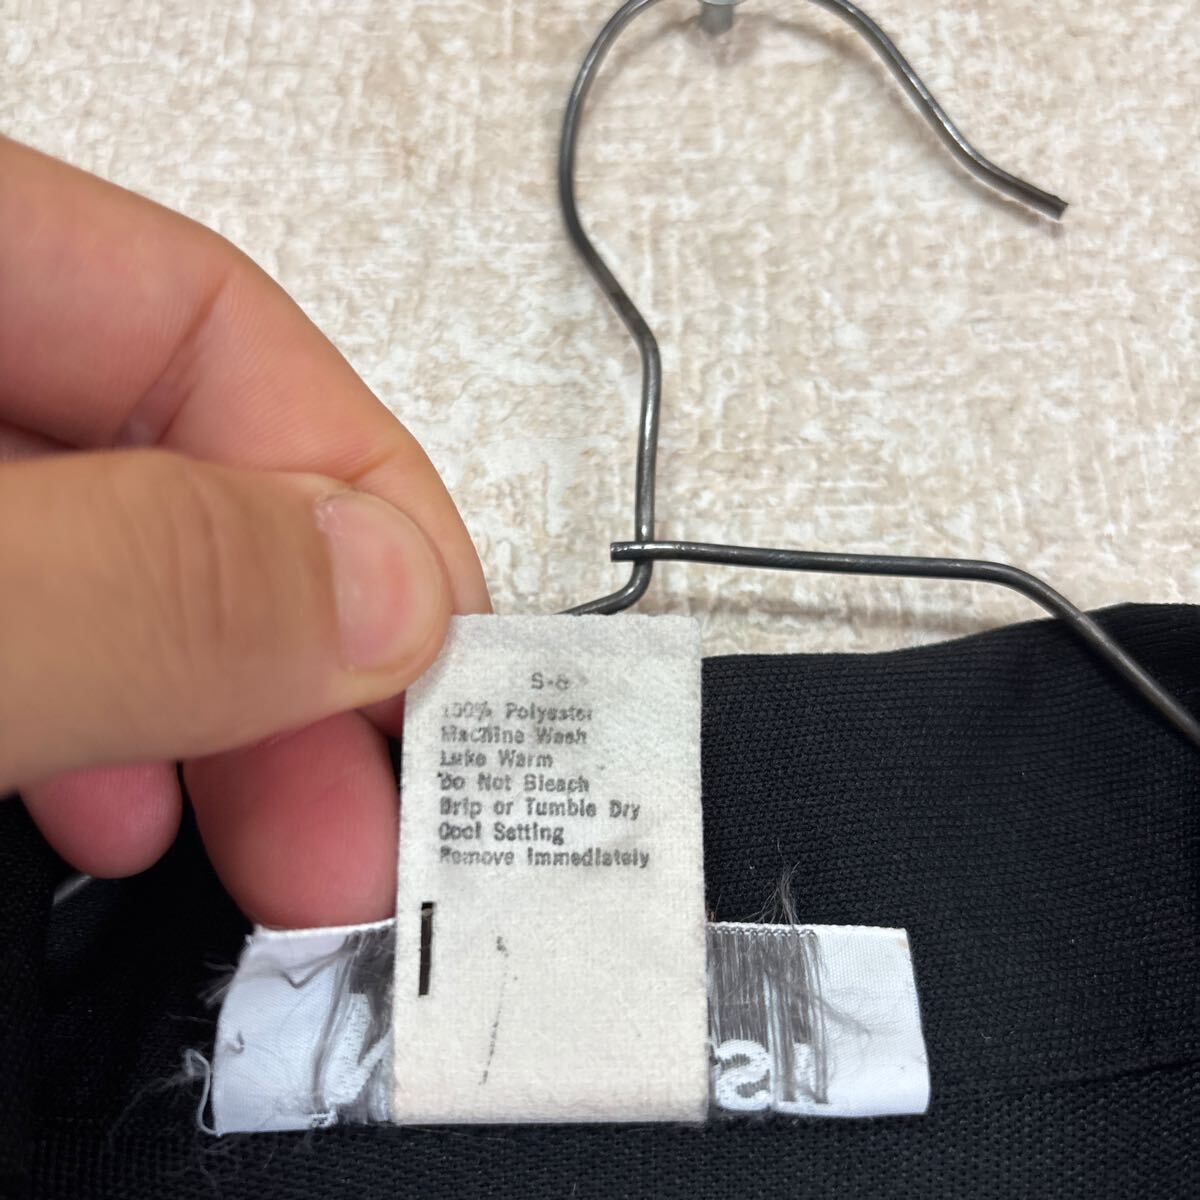 S-8
100% Polyester
Machine Wash
Luke Warm
Do Not Bleach
Drip or Tumble Dry
Cool Setting
Remove Immediately